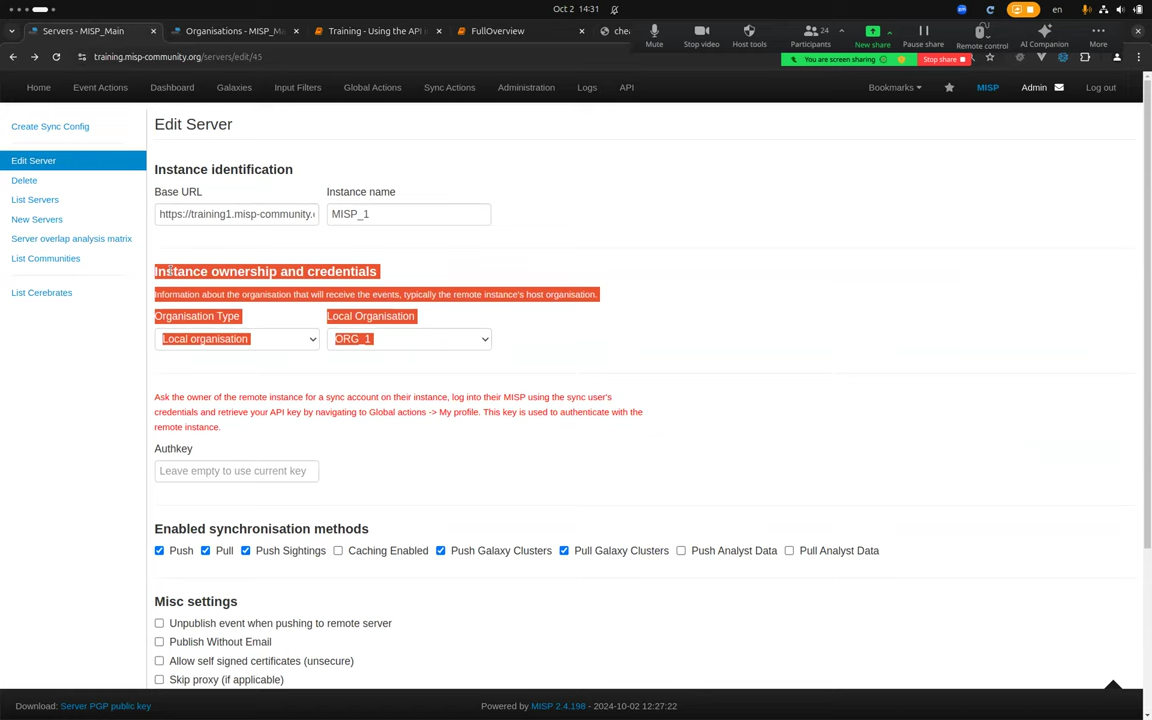 Oct 2 14:31
en
Servers - MISP_Main
Organisations - MISP_M
Training - Using the API
FullOverview
chea
Mute
Stop video
Host tools
Participants
24
New share
Pause share
Remote control
AI Companion
More
You are screen sharing
Stop share
training.misp-community.org/servers/edit/45
Home
Event Actions
Dashboard
Galaxies
Input Filters
Global Actions
Sync Actions
Administration
Logs
API
Bookmarks
MISP
Admin
Log out
Create Sync Config
Edit Server
Delete
List Servers
New Servers
Server overlap analysis matrix
List Communities
List Cerebrates
Edit Server
Instance identification
Base URL
Instance name
https://training1.misp-community.
MISP_1
Instance ownership and credentials
Information about the organisation that will receive the events, typically the remote instance's host organisation.
Organisation Type
Local Organisation
Local organisation
ORG_1
Ask the owner of the remote instance for a sync account on their instance, log into their MISP using the sync user's
credentials and retrieve your API key by navigating to Global actions -> My profile. This key is used to authenticate with the
remote instance.
Authkey
Leave empty to use current key
Enabled synchronisation methods
Push
Pull
Push Sightings
Caching Enabled
Push Galaxy Clusters
Pull Galaxy Clusters
Push Analyst Data
Pull Analyst Data
Misc settings
Unpublish event when pushing to remote server
Publish Without Email
Allow self signed certificates (unsecure)
Skip proxy (if applicable)
Download: Server PGP public key
Powered by MISP 2.4.198 - 2024-10-02 12:27:22